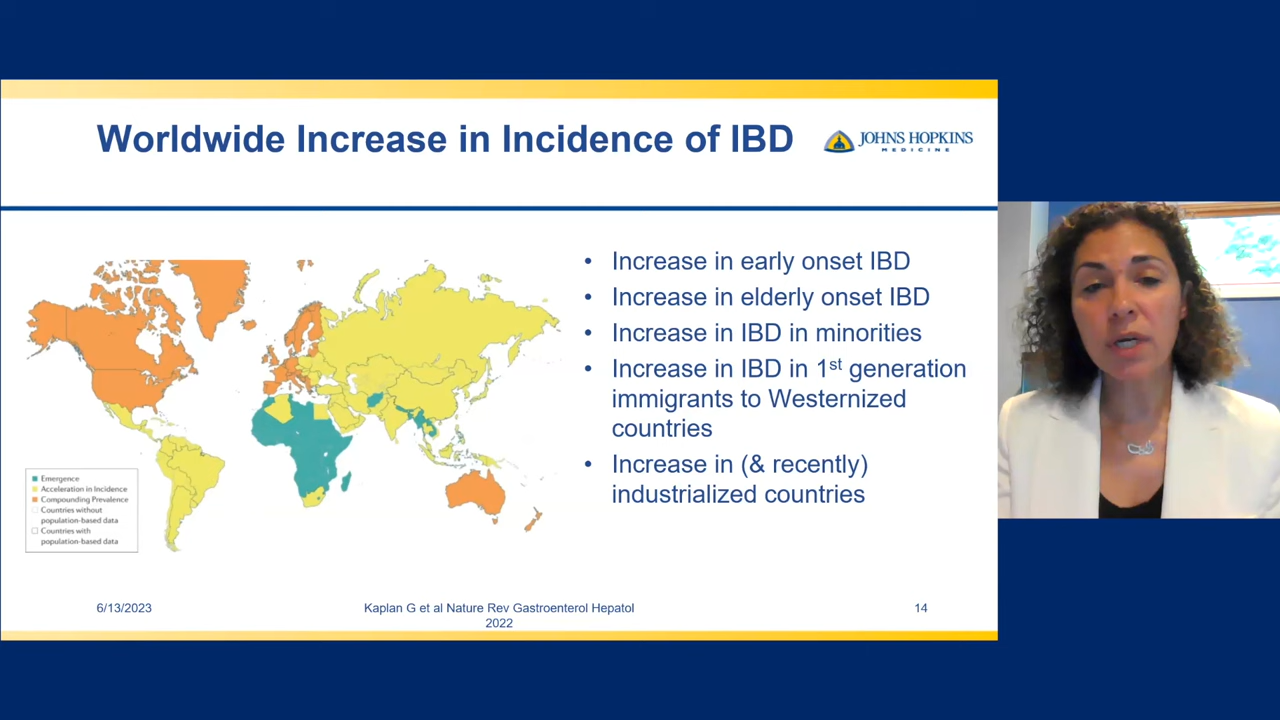 Worldwide Increase in Incidence of IBD
JOHNS HOPKINS
MEDICINE
• Increase in early onset IBD
• Increase in elderly onset IBD
• Increase in IBD in minorities
• Increase in IBD in 1st generation
immigrants to Westernized
countries
• Increase in (& recently)
industrialized countries
Emergence
Acceleration in Incidence
Compounding Prevalence
Countries without
population-based data
Countries with
population-based data
6/13/2023
Kaplan G et al Nature Rev Gastroenterol Hepatol
2022
14